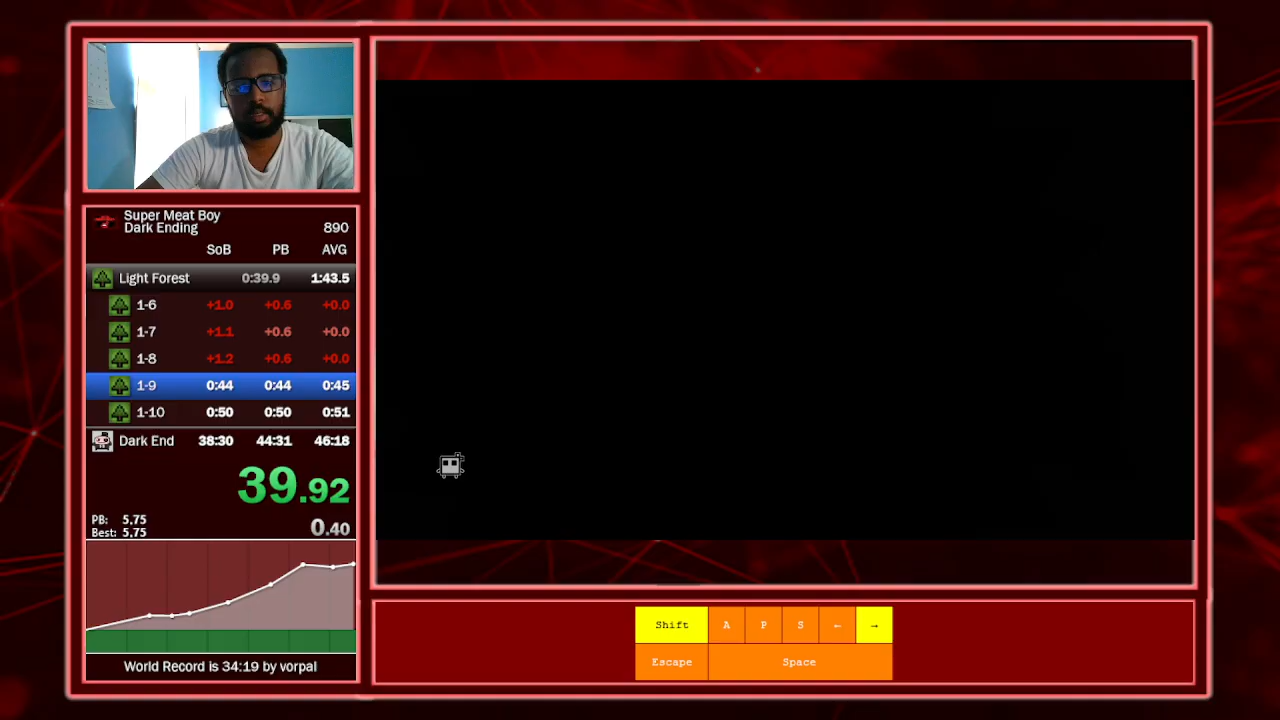 Super Meat Boy
Dark Ending 890
SoB PB AVG
Light Forest 0:39.9 1:43.5
1-6 +1.0 +0.6 +0.0
1-7 +1.1 +0.6 +0.0
1-8 +1.2 +0.6 +0.0
1-9 0:44 0:44 0:45
1-10 0:50 0:50 0:51
Dark End 38:30 44:31 46:18
39.92
PB: 5.75
Best: 5.75 0.40
World Record is 34:19 by vorpal
Shift A P S ← →
Escape Space